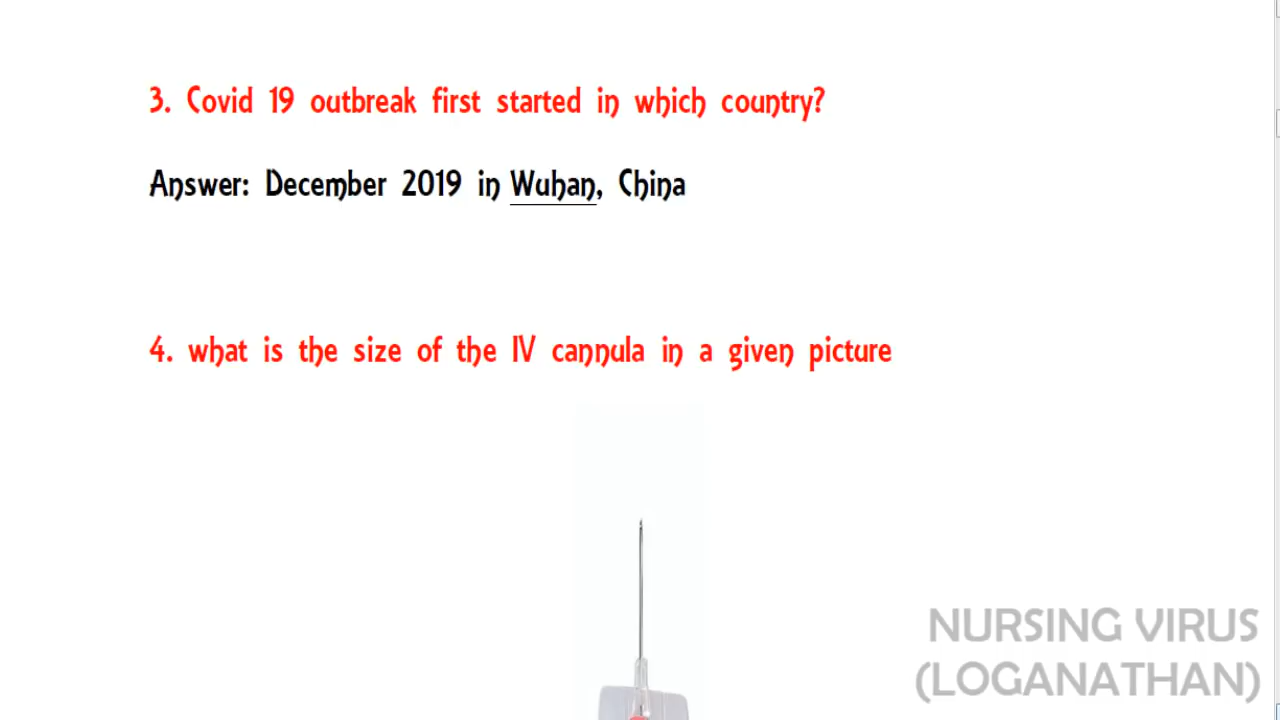 3. Covid 19 outbreak first started in which country?
Answer: December 2019 in Wuhan, China
4. what is the size of the IV cannula in a given picture
NURSING VIRUS
(LOGANATHAN)